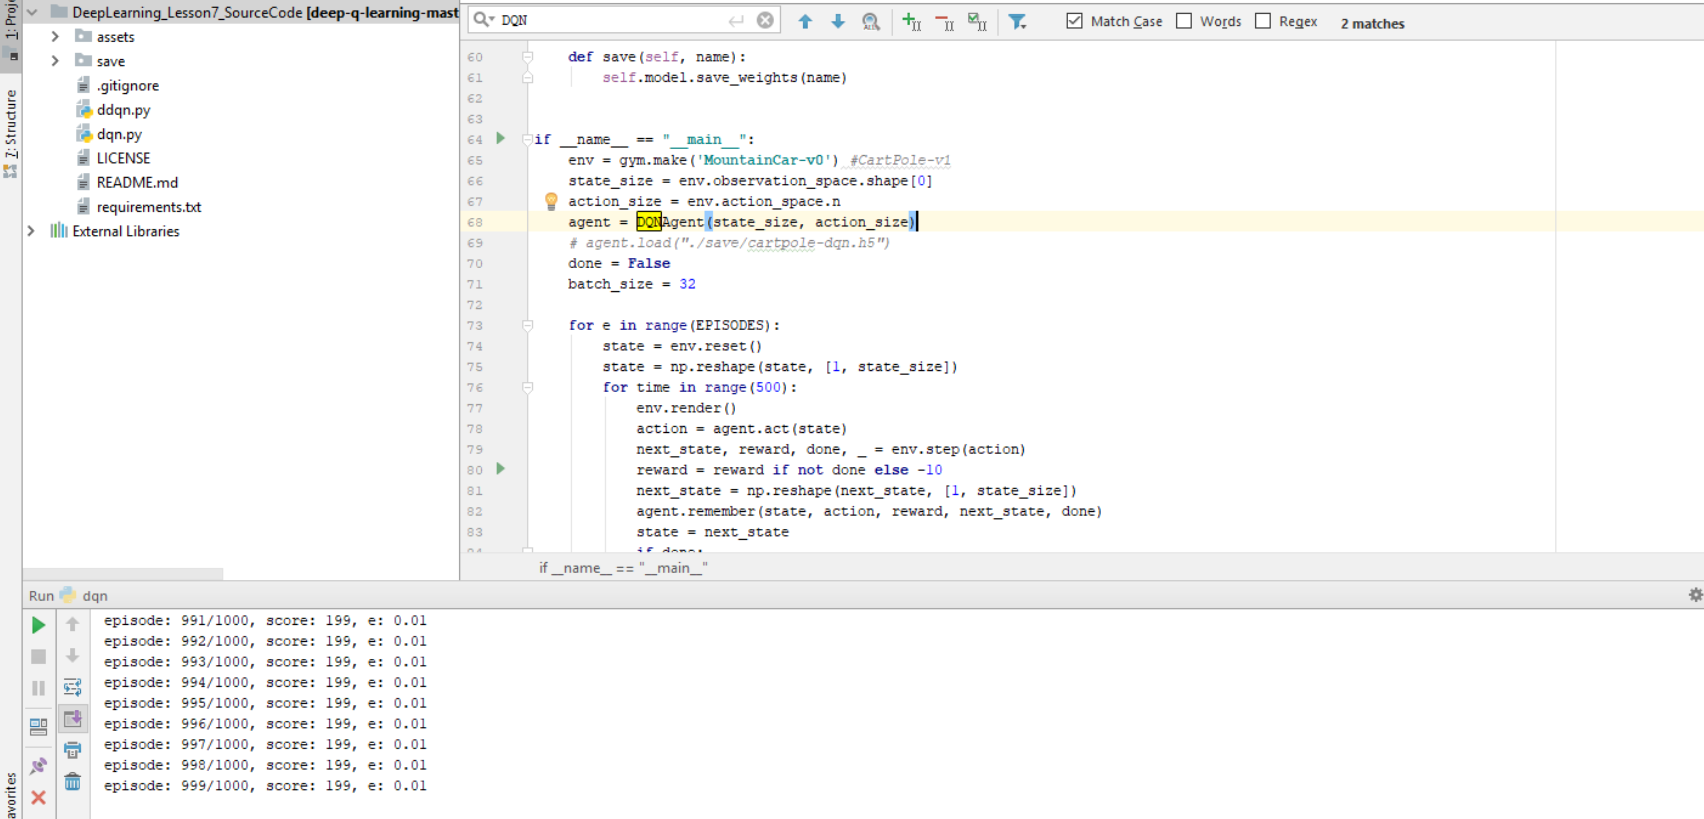 1: Proj
DeepLearning_Lesson7_SourceCode [deep-q-learning-mast
assets
save
.gitignore
ddqn.py
dqn.py
LICENSE
README.md
requirements.txt
External Libraries
7: Structure
DQN
Match Case
Words
Regex
2 matches
60 def save(self, name):
61 self.model.save_weights(name)
62
63
64 if __name__ == "__main__":
65 env = gym.make('MountainCar-v0') #CartPole-v1
66 state_size = env.observation_space.shape[0]
67 action_size = env.action_space.n
68 agent = DQNAgent(state_size, action_size)
69 # agent.load("./save/cartpole-dqn.h5")
70 done = False
71 batch_size = 32
72
73 for e in range(EPISODES):
74 state = env.reset()
75 state = np.reshape(state, [1, state_size])
76 for time in range(500):
77 env.render()
78 action = agent.act(state)
79 next_state, reward, done, _ = env.step(action)
80 reward = reward if not done else -10
81 next_state = np.reshape(next_state, [1, state_size])
82 agent.remember(state, action, reward, next_state, done)
83 state = next_state
84 if done:
if __name__ == "__main__"
Run dqn
episode: 991/1000, score: 199, e: 0.01
episode: 992/1000, score: 199, e: 0.01
episode: 993/1000, score: 199, e: 0.01
episode: 994/1000, score: 199, e: 0.01
episode: 995/1000, score: 199, e: 0.01
episode: 996/1000, score: 199, e: 0.01
episode: 997/1000, score: 199, e: 0.01
episode: 998/1000, score: 199, e: 0.01
episode: 999/1000, score: 199, e: 0.01
avorites